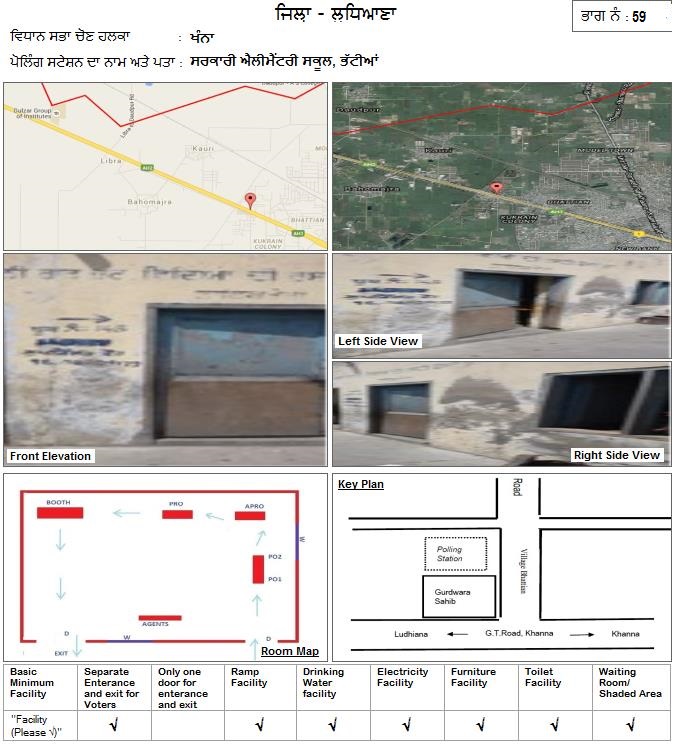 ਜਿਲ੍ਹਾ - ਲੁਧਿਆਣਾ
ਭਾਗ ਨੰ : 59
ਵਿਧਾਨ ਸਭਾ ਚੋਣ ਹਲਕਾ : ਖੰਨਾ
ਪੋਲਿੰਗ ਸਟੇਸ਼ਨ ਦਾ ਨਾਮ ਅਤੇ ਪਤਾ : ਸਰਕਾਰੀ ਐਲੀਮੈਂਟਰੀ ਸਕੂਲ, ਭੱਟੀਆਂ
Gulzar Group
of Institutes
Libra
Kauri
AH2
Bahomajra
BHATTIAN
AH1
KUKRAIN
COLONY
Daudpur
Kauri
MODEL TOWN
Bahomajra
BHATTIAN
AH1
KUKRAIN
COLONY
1
Front Elevation
Left Side View
Right Side View
BOOTH
PRO
APRO
W
PO2
PO1
AGENTS
D
W
D
EXIT
Room Map
Key Plan
Road
Polling
Station
Village Bhattian
Gurdwara
Sahib
Ludhiana
G.T.Road, Khanna
Khanna
Basic Minimum Facility
Separate Enterance and exit for Voters
Only one door for enterance and exit
Ramp Facility
Drinking Water facility
Electricity Facility
Furniture Facility
Toilet Facility
Waiting Room/ Shaded Area
"Facility (Please √)"
√ √ √ √ √ √ √